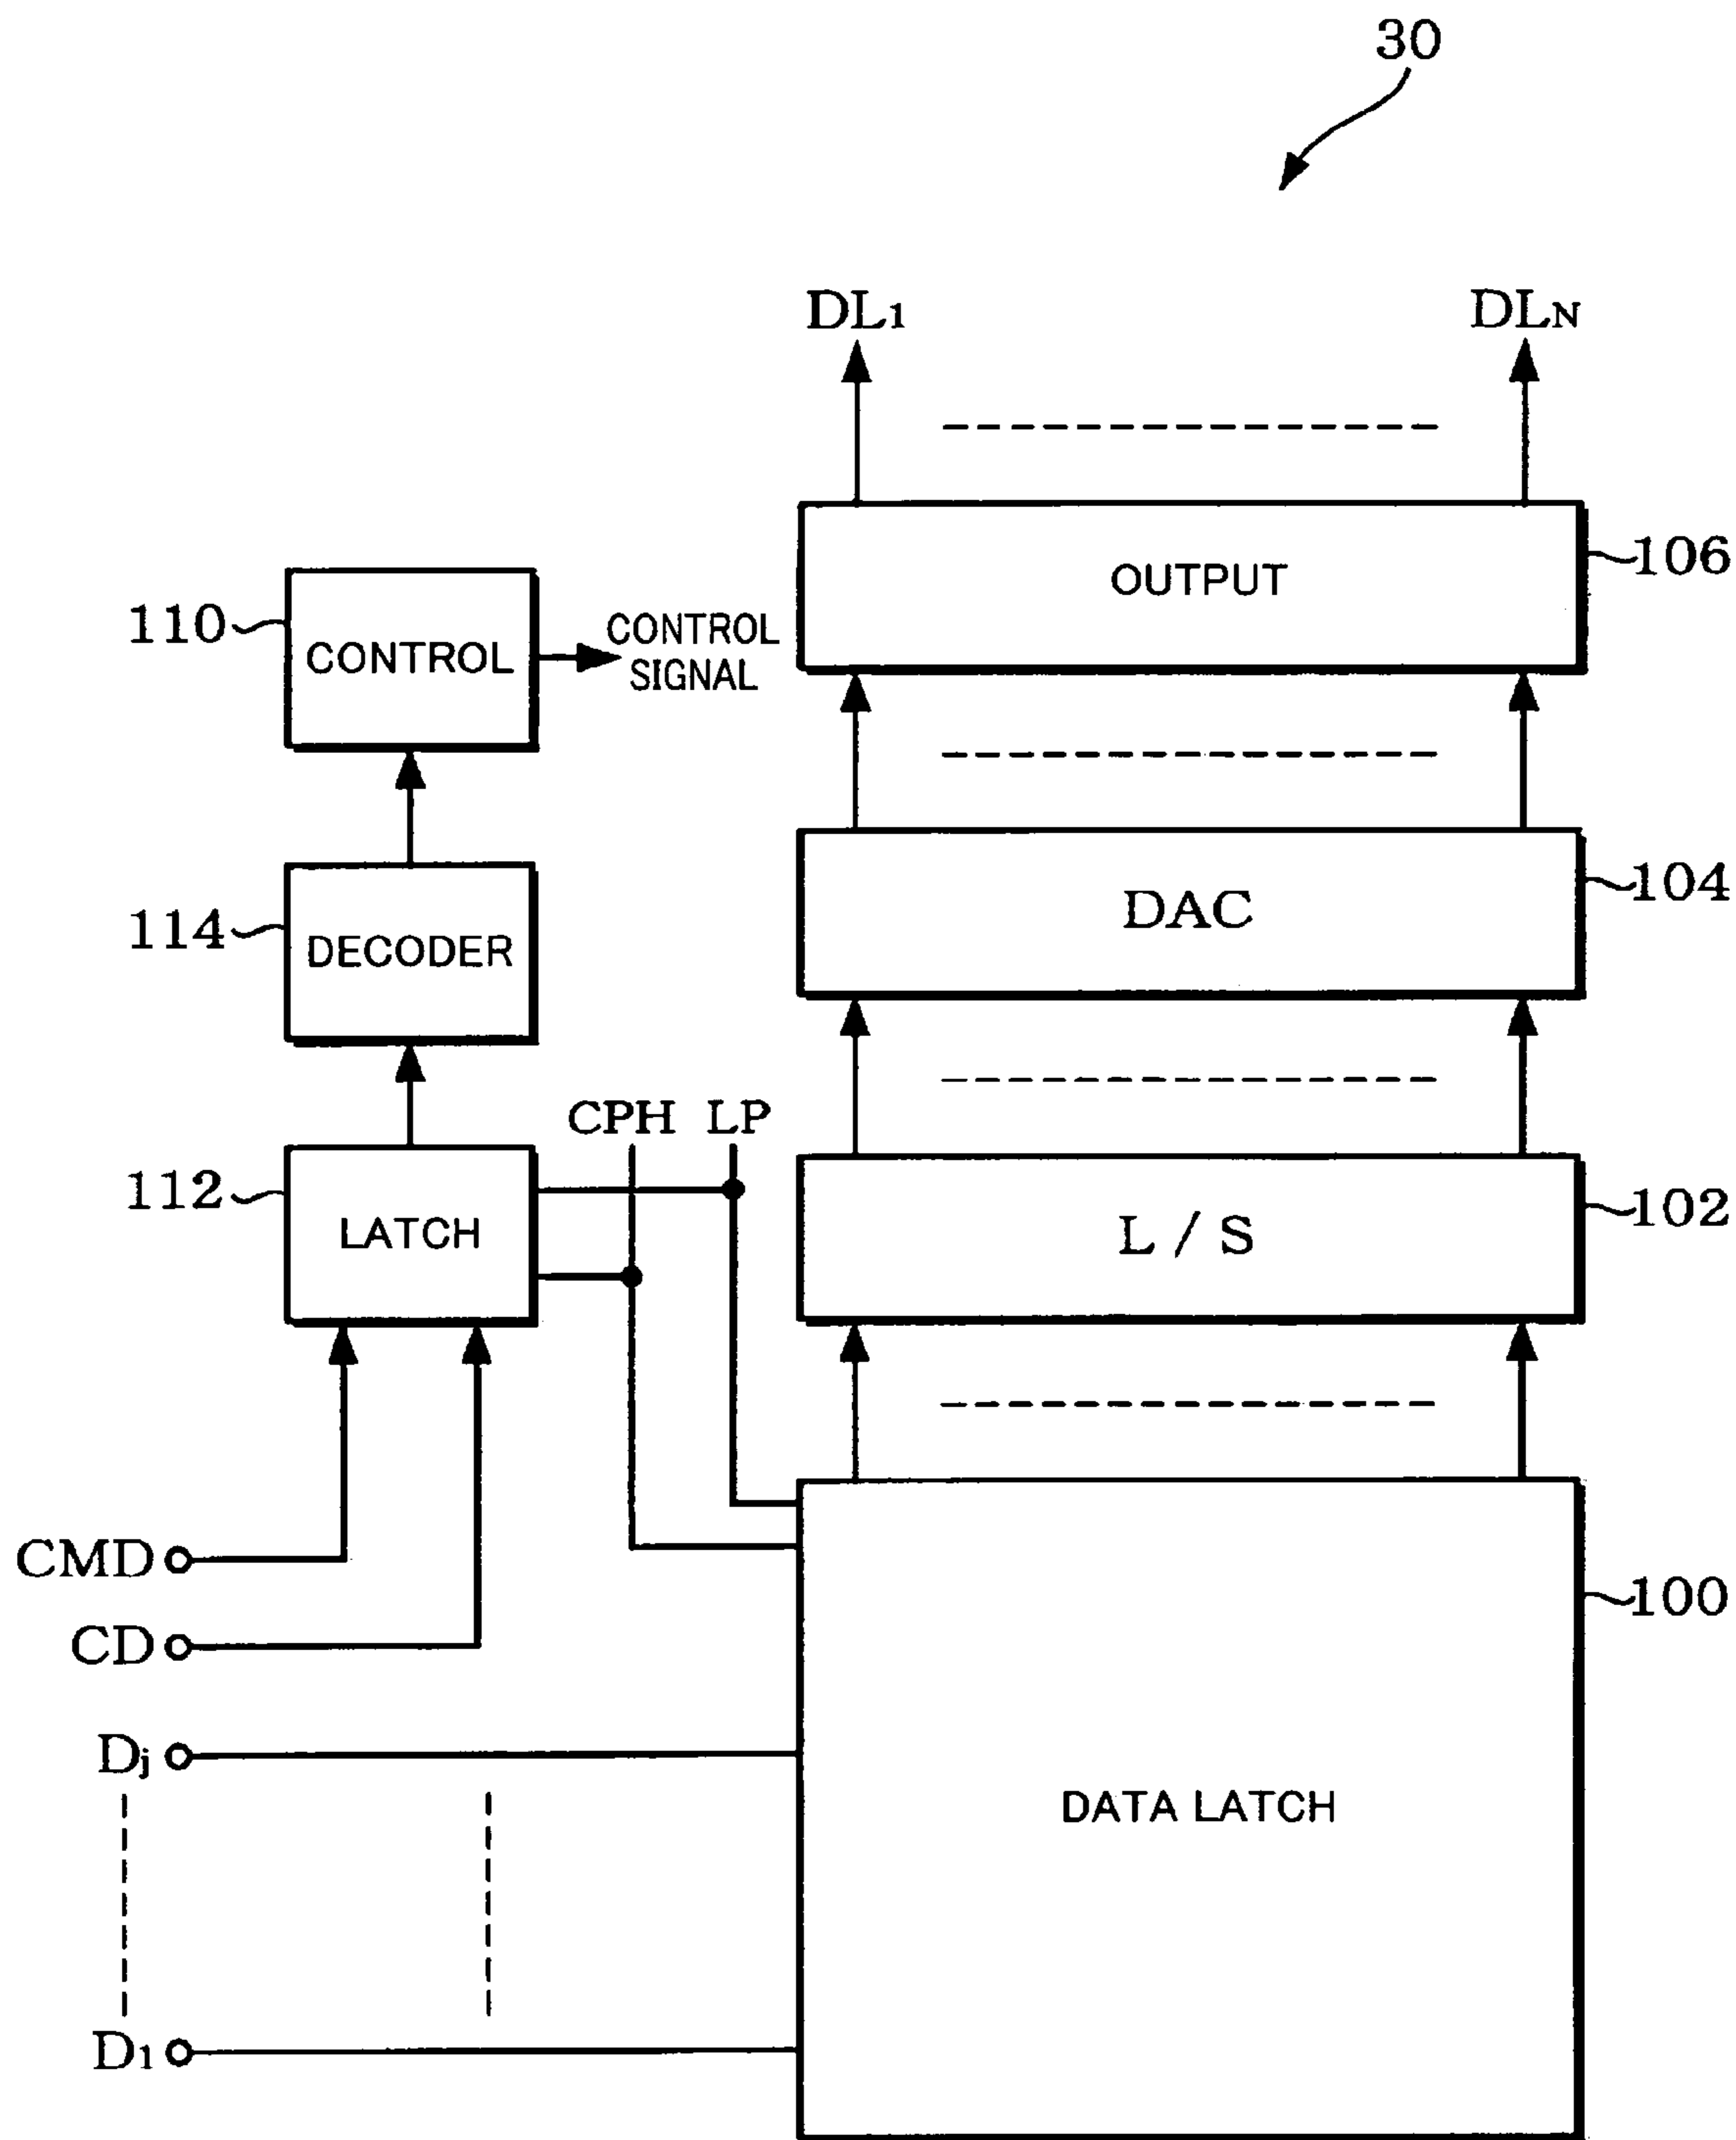 30
DL1
DLN
OUTPUT
106
110
CONTROL
CONTROL
SIGNAL
DAC
104
114
DECODER
CPH
LP
112
LATCH
L / S
102
CMD
CD
100
Dj
DATA LATCH
D1